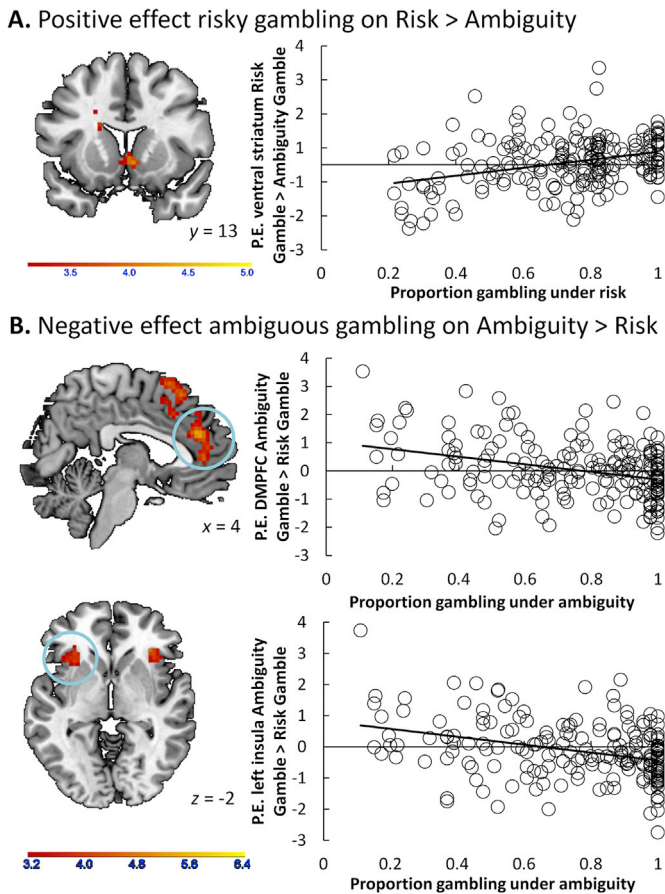 A. Positive effect risky gambling on Risk > Ambiguity
y = 13
3.5 4.0 4.5 5.0
P.E. ventral striatum Risk
Gamble > Ambiguity Gamble
4
3
2
1
0
-1
-2
-3
0 0.2 0.4 0.6 0.8 1
Proportion gambling under risk
B. Negative effect ambiguous gambling on Ambiguity > Risk
x = 4
P.E. DMPFC Ambiguity
Gamble > Risk Gamble
4
3
2
1
0
-1
-2
-3
0 0.2 0.4 0.6 0.8 1
Proportion gambling under ambiguity
z = -2
3.2 4.0 4.8 5.6 6.4
P.E. left insula Ambiguity
Gamble > Risk Gamble
4
3
2
1
0
-1
-2
-3
0 0.2 0.4 0.6 0.8 1
Proportion gambling under ambiguity